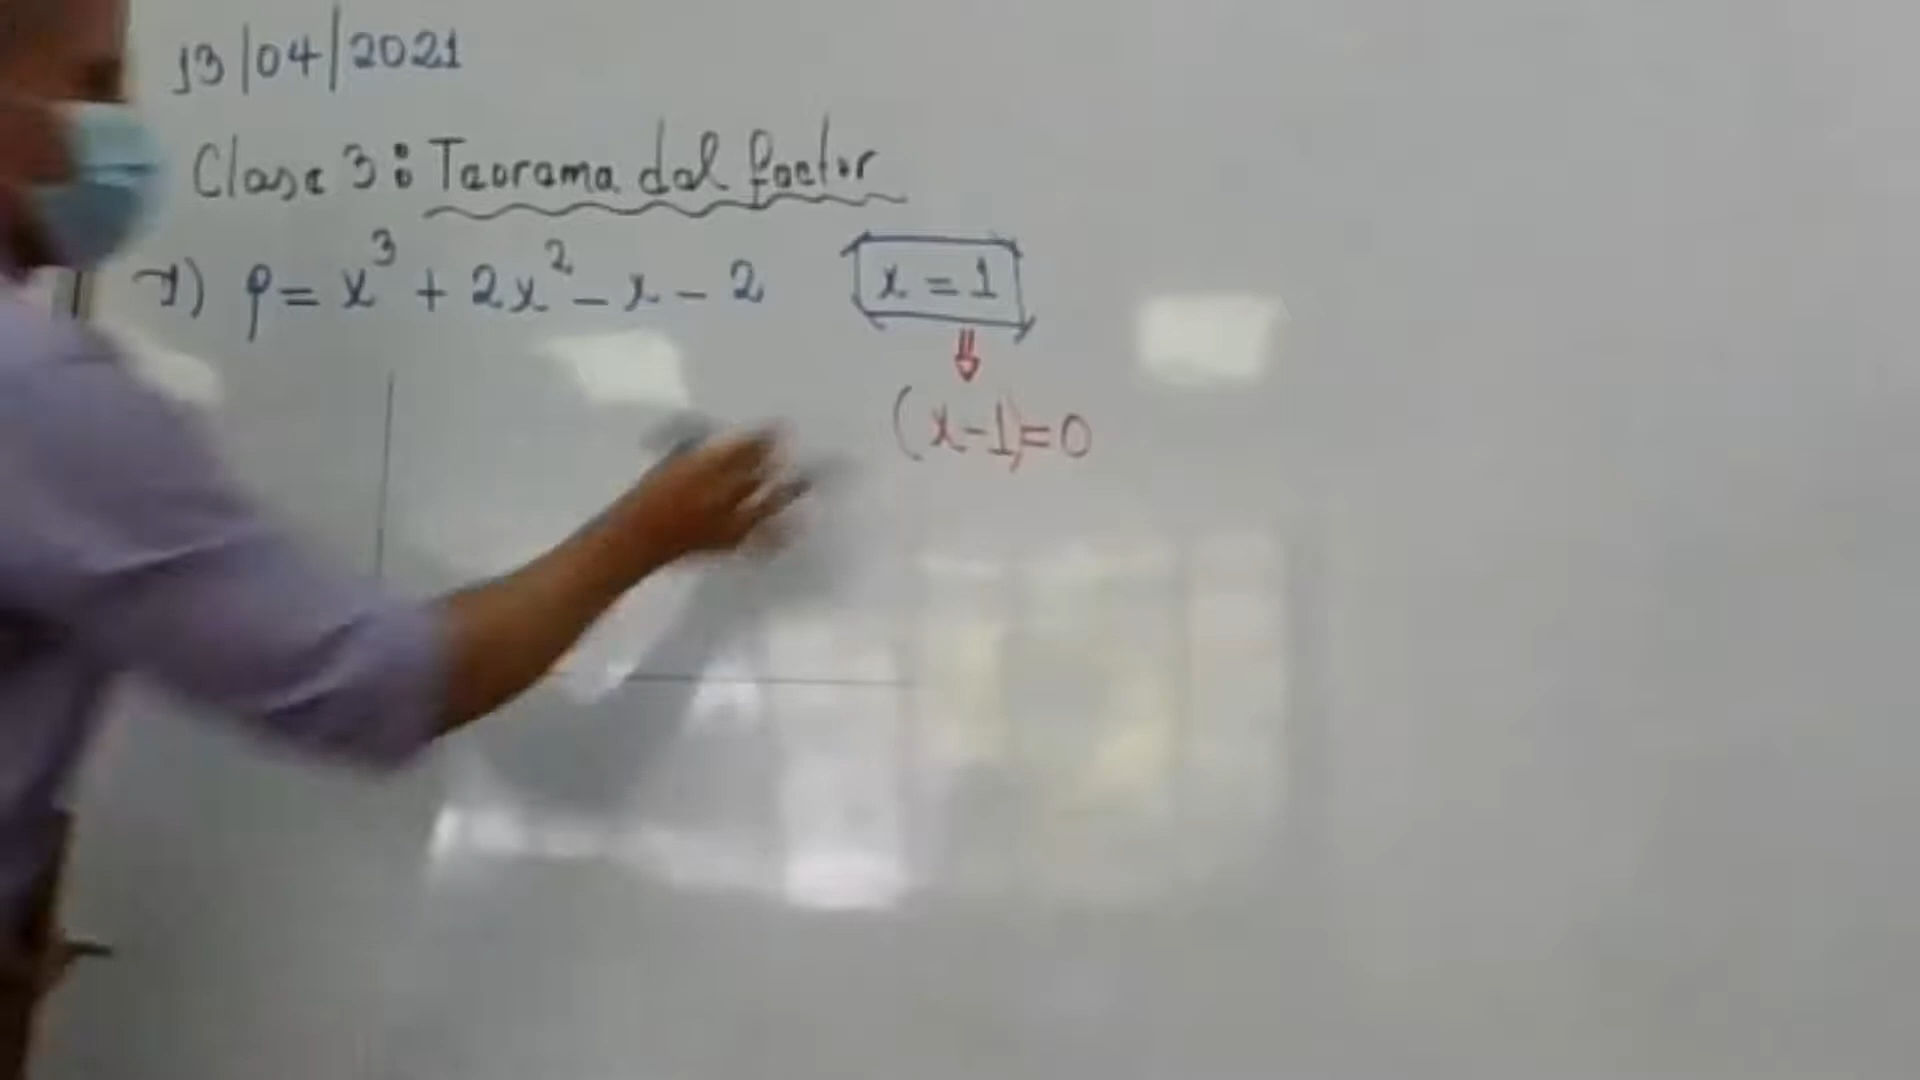 13/04/2021
Clase 3: Teorema del factor
1) p = x³ + 2x² - x - 2 x = 1
⇓
(x-1)=0